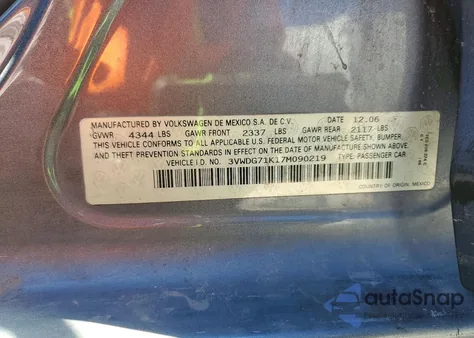 MANUFACTURED BY VOLKSWAGEN DE MEXICO S.A. DE C.V. DATE 12.06
GVWR 4344 LBS GAWR FRONT 2337 LBS GAWR REAR 2117 LBS
THIS VEHICLE CONFORMS TO ALL APPLICABLE FEDERAL MOTOR VEHICLE SAFETY, BUMPER,
AND THEFT PREVENTION STANDARDS IN EFFECT ON THE DATE OF MANUFACTURE SHOWN ABOVE.
VEHICLE I.D.: 3VWDG71K17M090219 TYPE: PASSENGER CAR
COUNTRY OF ORIGIN: MEXICO
autoSnap